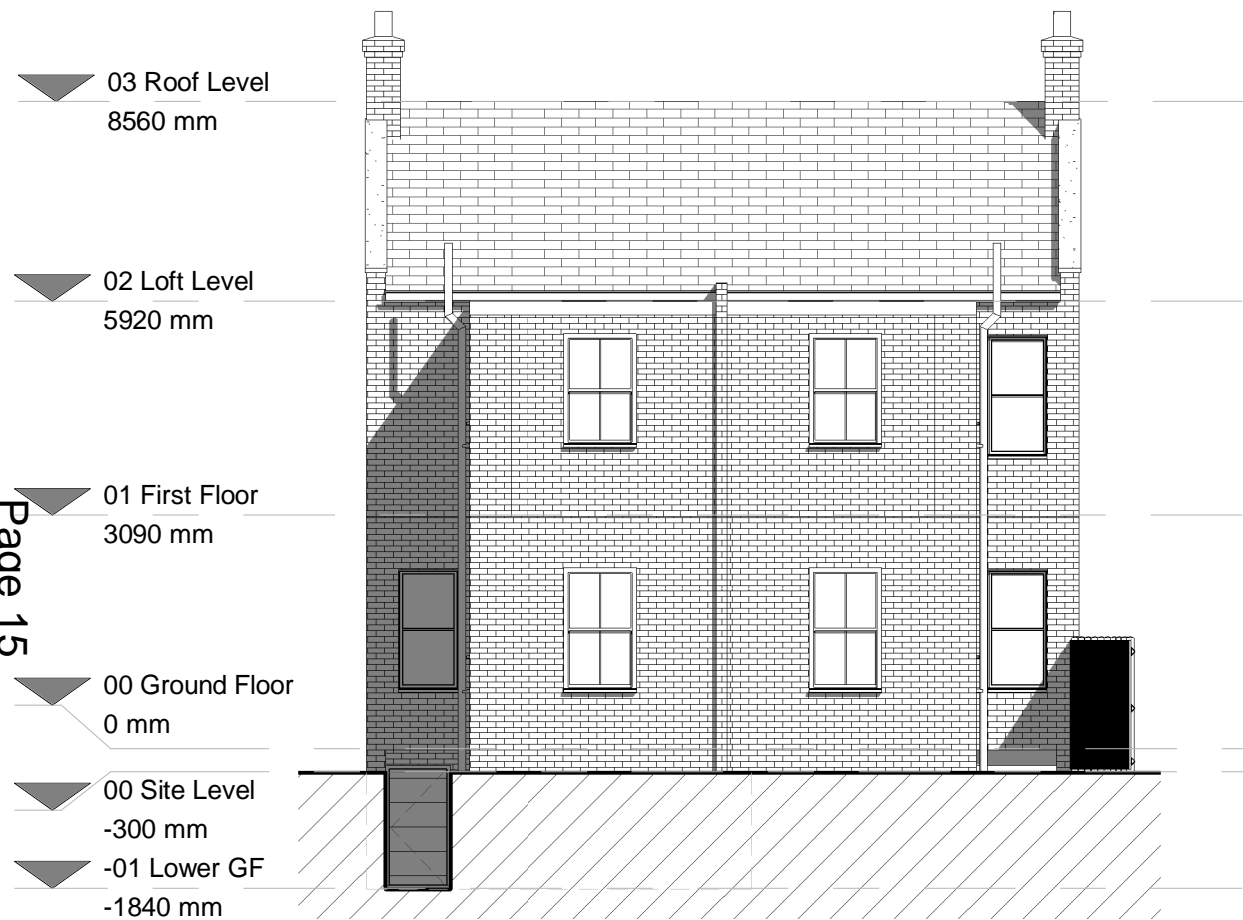 03 Roof Level
8560 mm
02 Loft Level
5920 mm
01 First Floor
3090 mm
Page 15
00 Ground Floor
0 mm
00 Site Level
-300 mm
-01 Lower GF
-1840 mm